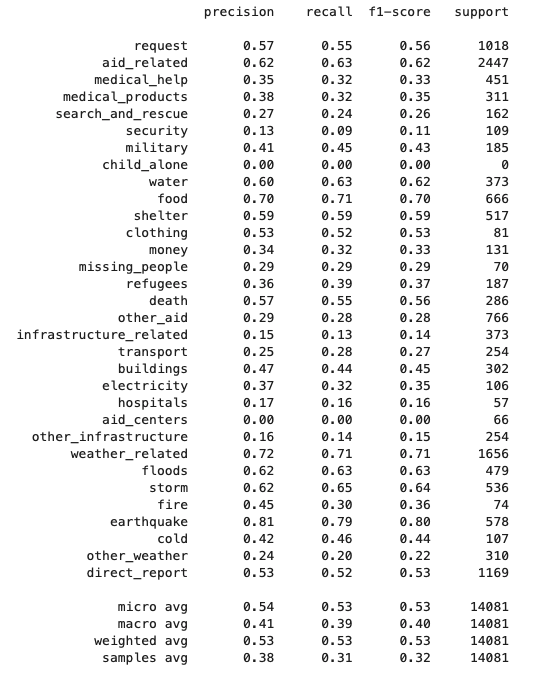 precision recall f1-score support
request 0.57 0.55 0.56 1018
aid_related 0.62 0.63 0.62 2447
medical_help 0.35 0.32 0.33 451
medical_products 0.38 0.32 0.35 311
search_and_rescue 0.27 0.24 0.26 162
security 0.13 0.09 0.11 109
military 0.41 0.45 0.43 185
child_alone 0.00 0.00 0.00 0
water 0.60 0.63 0.62 373
food 0.70 0.71 0.70 666
shelter 0.59 0.59 0.59 517
clothing 0.53 0.52 0.53 81
money 0.34 0.32 0.33 131
missing_people 0.29 0.29 0.29 70
refugees 0.36 0.39 0.37 187
death 0.57 0.55 0.56 286
other_aid 0.29 0.28 0.28 766
infrastructure_related 0.15 0.13 0.14 373
transport 0.25 0.28 0.27 254
buildings 0.47 0.44 0.45 302
electricity 0.37 0.32 0.35 106
hospitals 0.17 0.16 0.16 57
aid_centers 0.00 0.00 0.00 66
other_infrastructure 0.16 0.14 0.15 254
weather_related 0.72 0.71 0.71 1656
floods 0.62 0.63 0.63 479
storm 0.62 0.65 0.64 536
fire 0.45 0.30 0.36 74
earthquake 0.81 0.79 0.80 578
cold 0.42 0.46 0.44 107
other_weather 0.24 0.20 0.22 310
direct_report 0.53 0.52 0.53 1169
micro avg 0.54 0.53 0.53 14081
macro avg 0.41 0.39 0.40 14081
weighted avg 0.53 0.53 0.53 14081
samples avg 0.38 0.31 0.32 14081